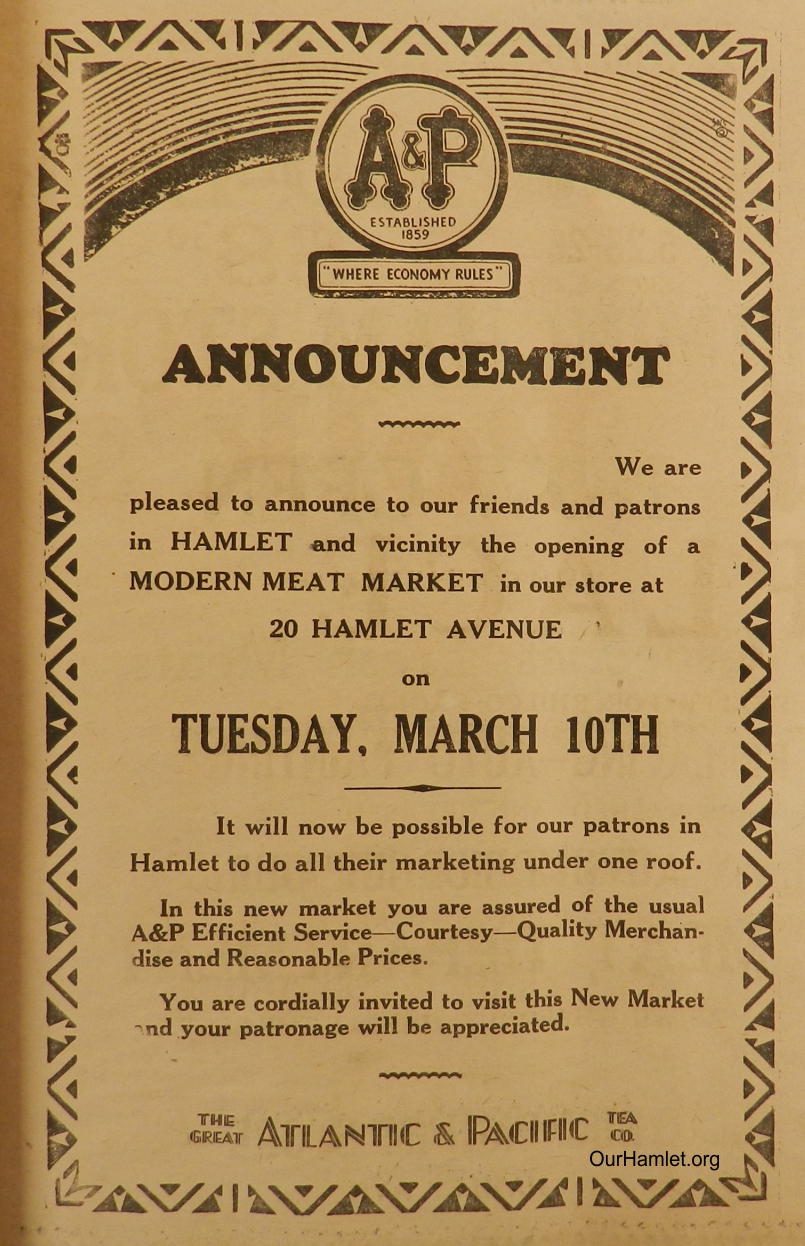 A&P
ESTABLISHED
1859
"WHERE ECONOMY RULES"
ANNOUNCEMENT
We are
pleased to announce to our friends and patrons
in HAMLET and vicinity the opening of a
MODERN MEAT MARKET in our store at
20 HAMLET AVENUE
on
TUESDAY, MARCH 10TH
It will now be possible for our patrons in
Hamlet to do all their marketing under one roof.
In this new market you are assured of the usual
A&P Efficient Service—Courtesy—Quality Merchan-
dise and Reasonable Prices.
You are cordially invited to visit this New Market
and your patronage will be appreciated.
THE GREAT ATLANTIC & PACIFIC TEA CO.
OurHamlet.org